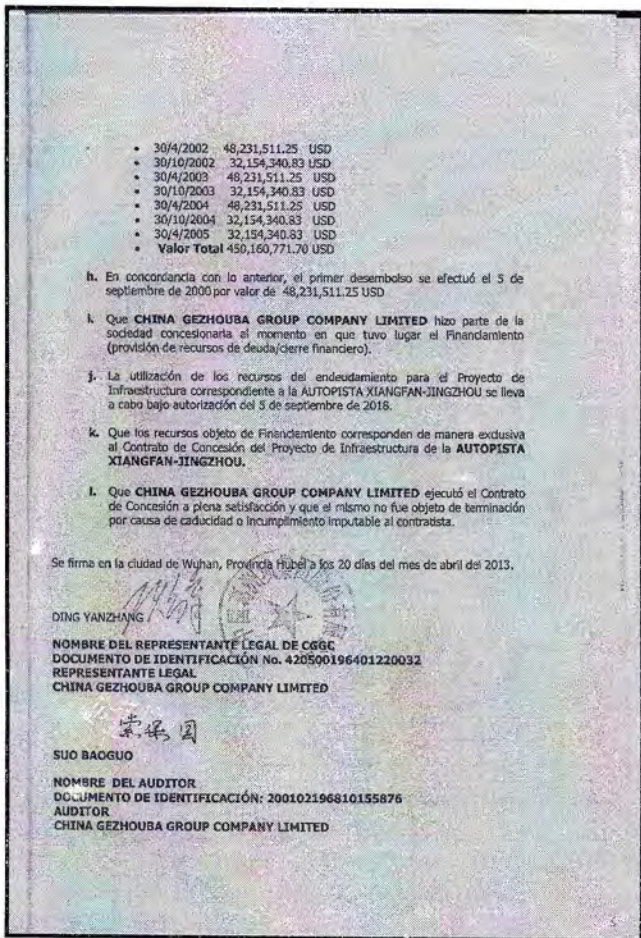 • 30/4/2002 48,231,511.25 USD
• 30/10/2002 32,154,340.83 USD
• 30/4/2003 48,231,511.25 USD
• 30/10/2003 32,154,340.83 USD
• 30/4/2004 48,231,511.25 USD
• 30/10/2004 32,154,340.83 USD
• 30/4/2005 32,154,340.83 USD
• Valor Total 450,160,771.70 USD
h. En concordancia con lo anterior, el primer desembolso se efectuó el 5 de
septiembre de 2000 por valor de 48,231,511.25 USD
i. Que CHINA GEZHOUBA GROUP COMPANY LIMITED hizo parte de la
sociedad concesionaria al momento en que tuvo lugar el Financiamiento
(provisión de recursos de deuda/cierre financiero).
j. La utilización de los recursos del endeudamiento para el Proyecto de
Infraestructura correspondiente a la AUTOPISTA XIANGFAN-JINGZHOU se lleva
a cabo bajo autorización del 5 de septiembre de 2018.
k. Que los recursos objeto de Financiamiento corresponden de manera exclusiva
al Contrato de Concesión del Proyecto de Infraestructura de la AUTOPISTA
XIANGFAN-JINGZHOU.
l. Que CHINA GEZHOUBA GROUP COMPANY LIMITED ejecutó el Contrato
de Concesión a plena satisfacción y que el mismo no fue objeto de terminación
por causa de caducidad o incumplimiento imputable al contratista.
Se firma en la ciudad de Wuhan, Provincia Hubei a los 20 días del mes de abril del 2013.
DING YANZHANG
NOMBRE DEL REPRESENTANTE LEGAL DE CGGC
DOCUMENTO DE IDENTIFICACIÓN No. 420500196401220032
REPRESENTANTE LEGAL
CHINA GEZHOUBA GROUP COMPANY LIMITED
索保国
SUO BAOGUO
NOMBRE DEL AUDITOR
DOCUMENTO DE IDENTIFICACIÓN: 200102196810155876
AUDITOR
CHINA GEZHOUBA GROUP COMPANY LIMITED